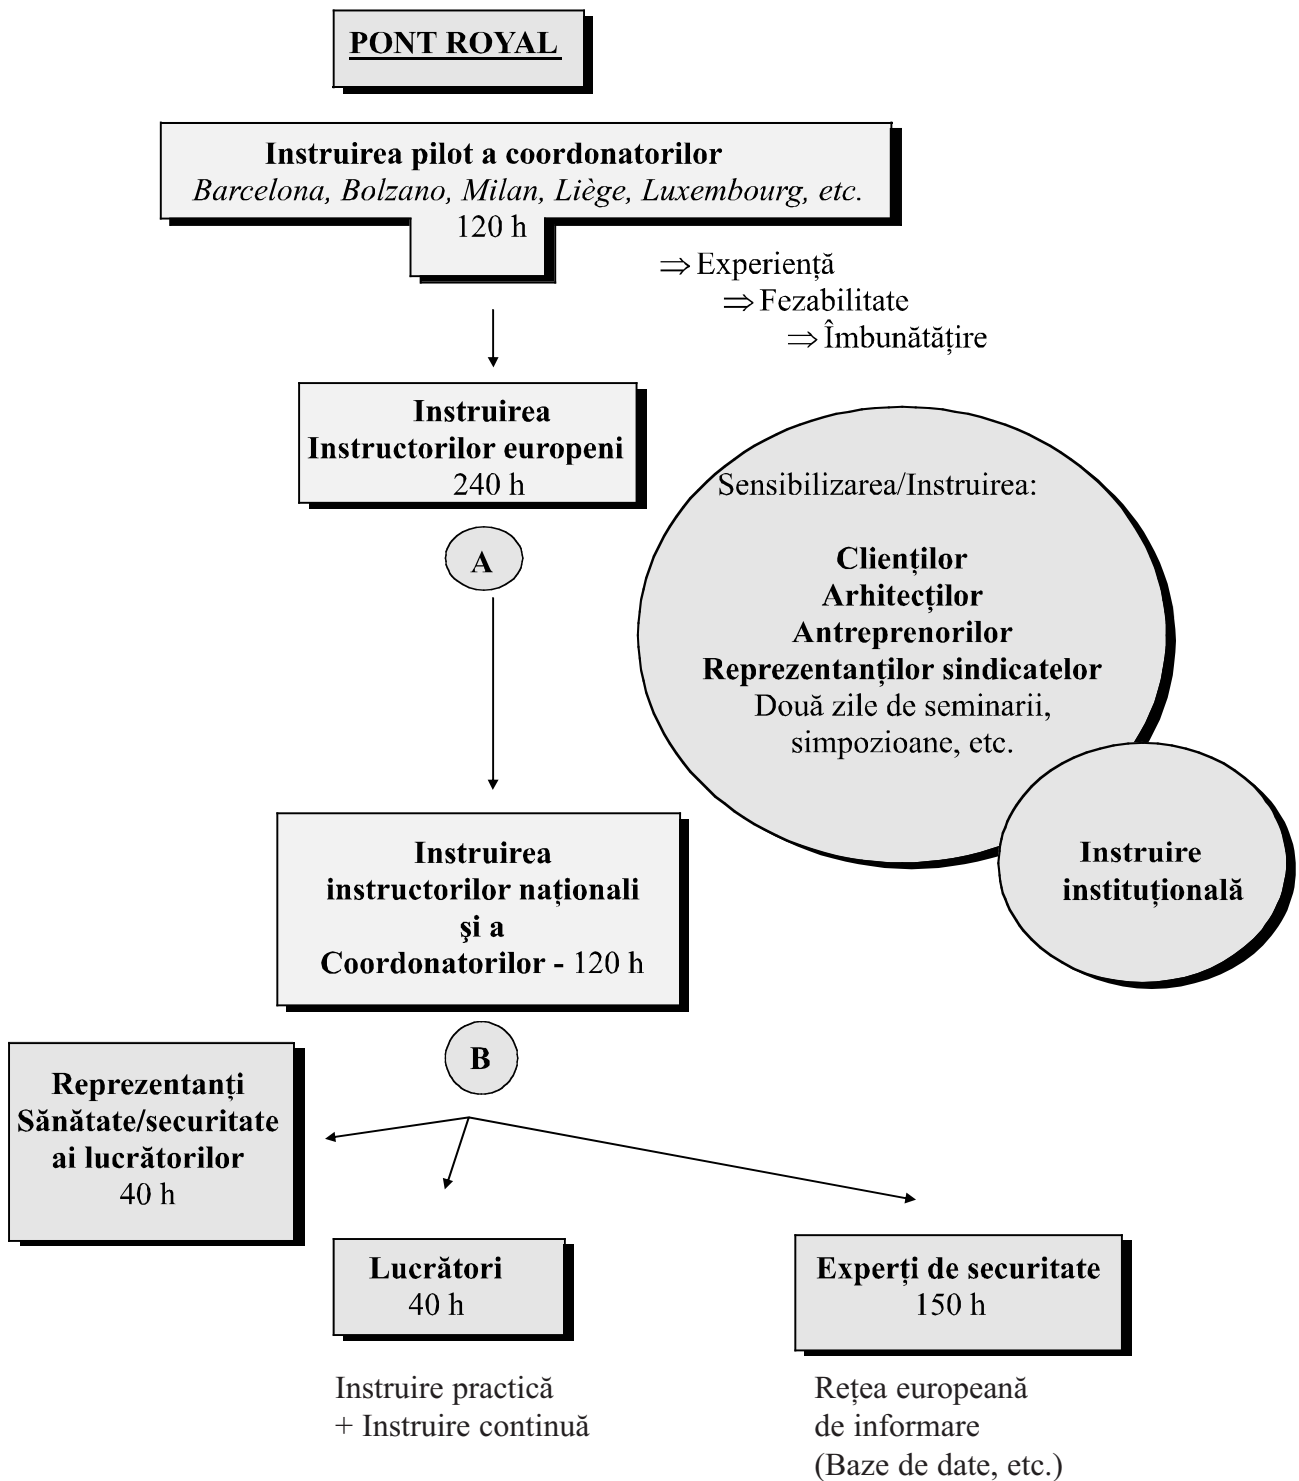 PONT ROYAL
Instruirea pilot a coordonatorilor
Barcelona, Bolzano, Milan, Liège, Luxembourg, etc.
120 h
⇒ Experiență
⇒ Fezabilitate
⇒ Îmbunătățire
Instruirea
Instructorilor europeni
240 h
A
Sensibilizarea/Instruirea:
Clienților
Arhitecților
Antreprenorilor
Reprezentanților sindicatelor
Două zile de seminarii,
simpozioane, etc.
Instruire
instituțională
Instruirea
instructorilor naționali
şi a
Coordonatorilor - 120 h
B
Reprezentanți
Sănătate/securitate
ai lucrătorilor
40 h
Lucrători
40 h
Experți de securitate
150 h
Instruire practică
+ Instruire continuă
Rețea europeană
de informare
(Baze de date, etc.)